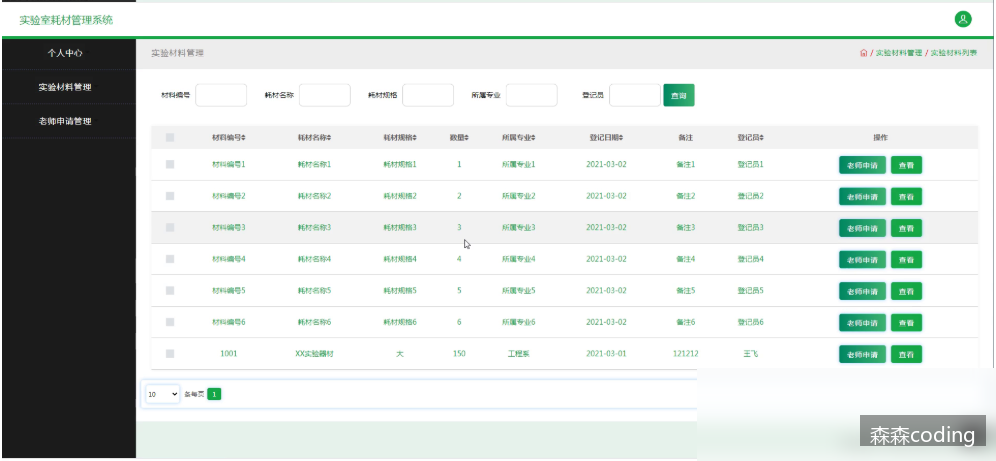 实验室耗材管理系统
个人中心
实验材料管理
老师申请管理
实验材料管理
/ 实验材料管理 / 实验材料列表
材料编号 耗材名称 耗材规格 所属专业 登记员 查询
材料编号 耗材名称 耗材规格 数量 所属专业 登记日期 备注 登记员 操作
材料编号1 耗材名称1 耗材规格1 1 所属专业1 2021-03-02 备注1 登记员1 老师申请 查看
材料编号2 耗材名称2 耗材规格2 2 所属专业2 2021-03-02 备注2 登记员2 老师申请 查看
材料编号3 耗材名称3 耗材规格3 3 所属专业3 2021-03-02 备注3 登记员3 老师申请 查看
材料编号4 耗材名称4 耗材规格4 4 所属专业4 2021-03-02 备注4 登记员4 老师申请 查看
材料编号5 耗材名称5 耗材规格5 5 所属专业5 2021-03-02 备注5 登记员5 老师申请 查看
材料编号6 耗材名称6 耗材规格6 6 所属专业6 2021-03-02 备注6 登记员6 老师申请 查看
1001 XX实验器材 大 150 工程系 2021-03-01 121212 王飞 老师申请 查看
10 条每页 1
森森coding